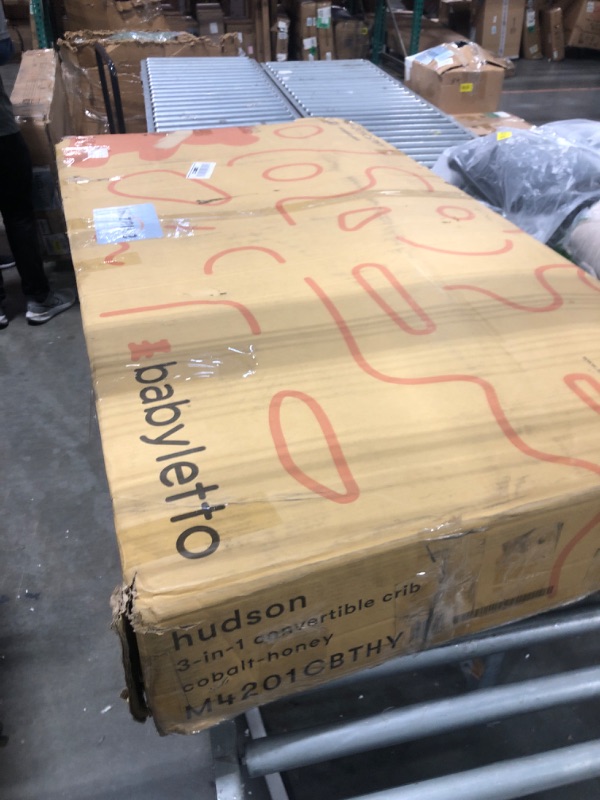 babyletto
hudson
3-in-1 convertible crib
cobalt-honey
M4201CBTHY